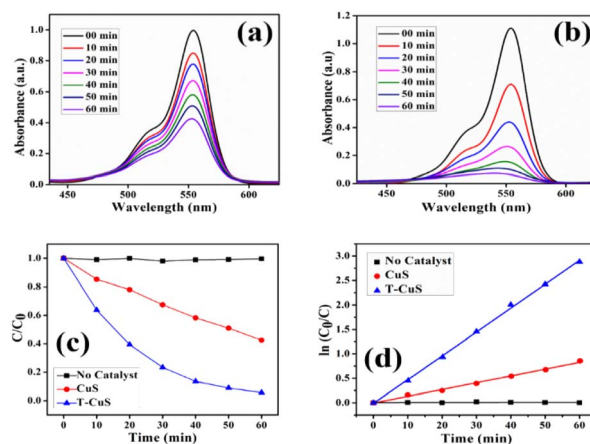 (a)
00 min
10 min
20 min
30 min
40 min
50 min
60 min
Absorbance (a.u.)
1.0
0.8
0.6
0.4
0.2
0.0
450 500 550 600
Wavelength (nm)
(b)
00 min
10 min
20 min
30 min
40 min
50 min
60 min
Absorbance (a.u)
1.2
1.0
0.8
0.6
0.4
0.2
0.0
450 500 550 600
Wavelength (nm)
(c)
No Catalyst
CuS
T-CuS
C/C0
1.0
0.8
0.6
0.4
0.2
0.0
0 10 20 30 40 50 60
Time (min)
(d)
No Catalyst
CuS
T-CuS
ln (C0/C)
3.0
2.5
2.0
1.5
1.0
0.5
0.0
0 10 20 30 40 50 60
Time (min)